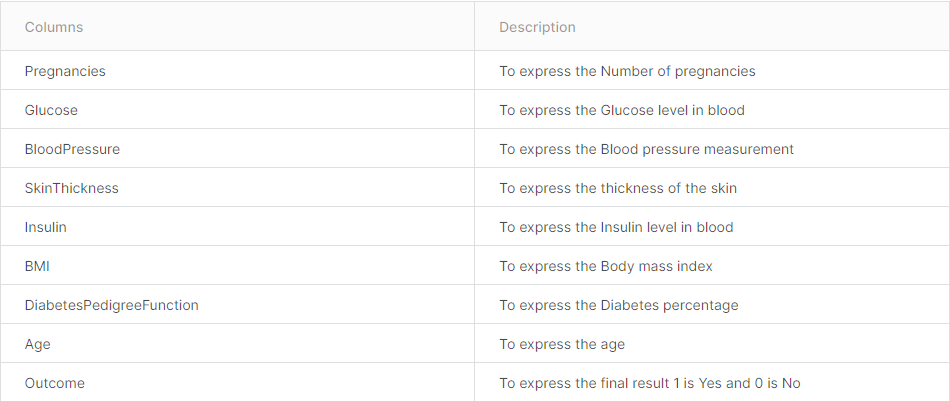 Columns Description
Pregnancies To express the Number of pregnancies
Glucose To express the Glucose level in blood
BloodPressure To express the Blood pressure measurement
SkinThickness To express the thickness of the skin
Insulin To express the Insulin level in blood
BMI To express the Body mass index
DiabetesPedigreeFunction To express the Diabetes percentage
Age To express the age
Outcome To express the final result 1 is Yes and 0 is No